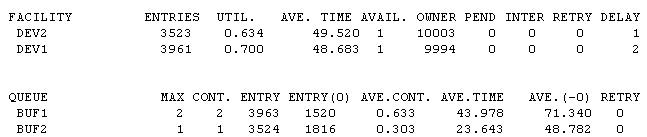 FACILITY ENTRIES UTIL. AVE. TIME AVAIL. OWNER PEND INTER RETRY DELAY
DEV2 3523 0.634 49.520 1 10003 0 0 0 1
DEV1 3961 0.700 48.683 1 9994 0 0 0 2
QUEUE MAX CONT. ENTRY ENTRY(0) AVE.CONT. AVE.TIME AVE.(-0) RETRY
BUF1 2 2 3963 1520 0.633 43.978 71.340 0
BUF2 1 1 3524 1816 0.303 23.643 48.782 0